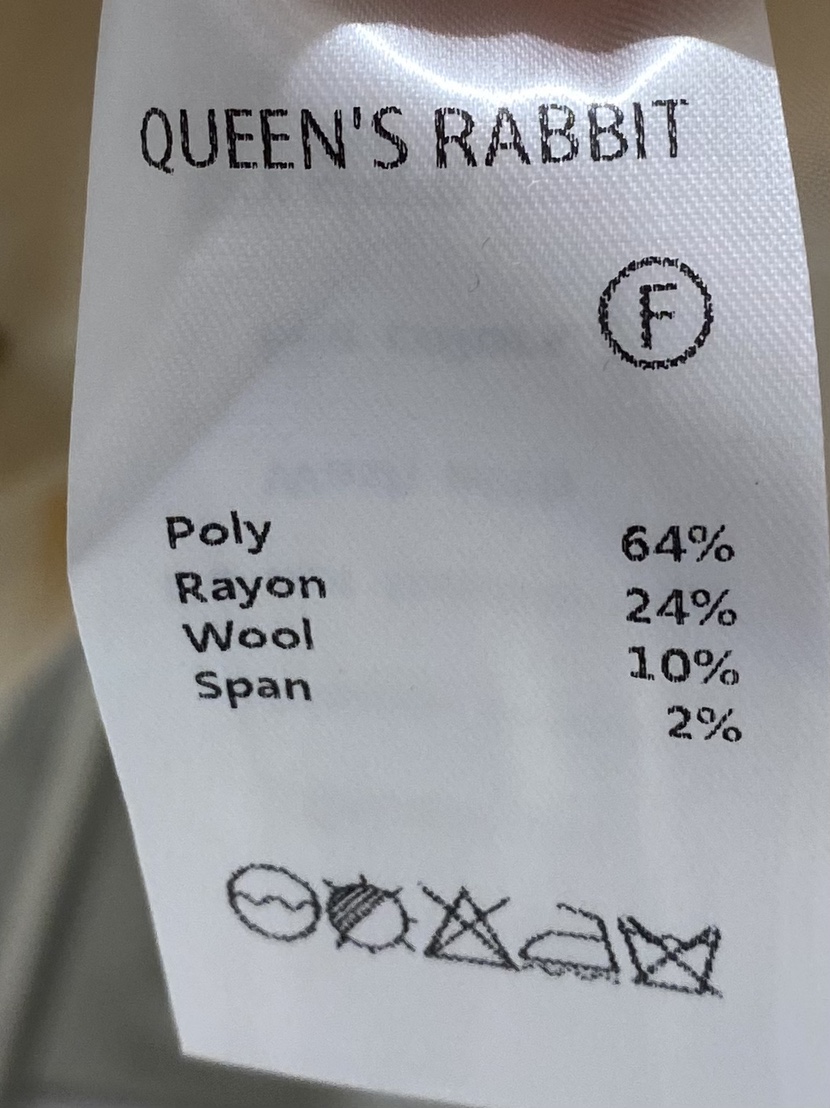 QUEEN'S RABBIT
F
Poly 64%
Rayon 24%
Wool 10%
Span 2%